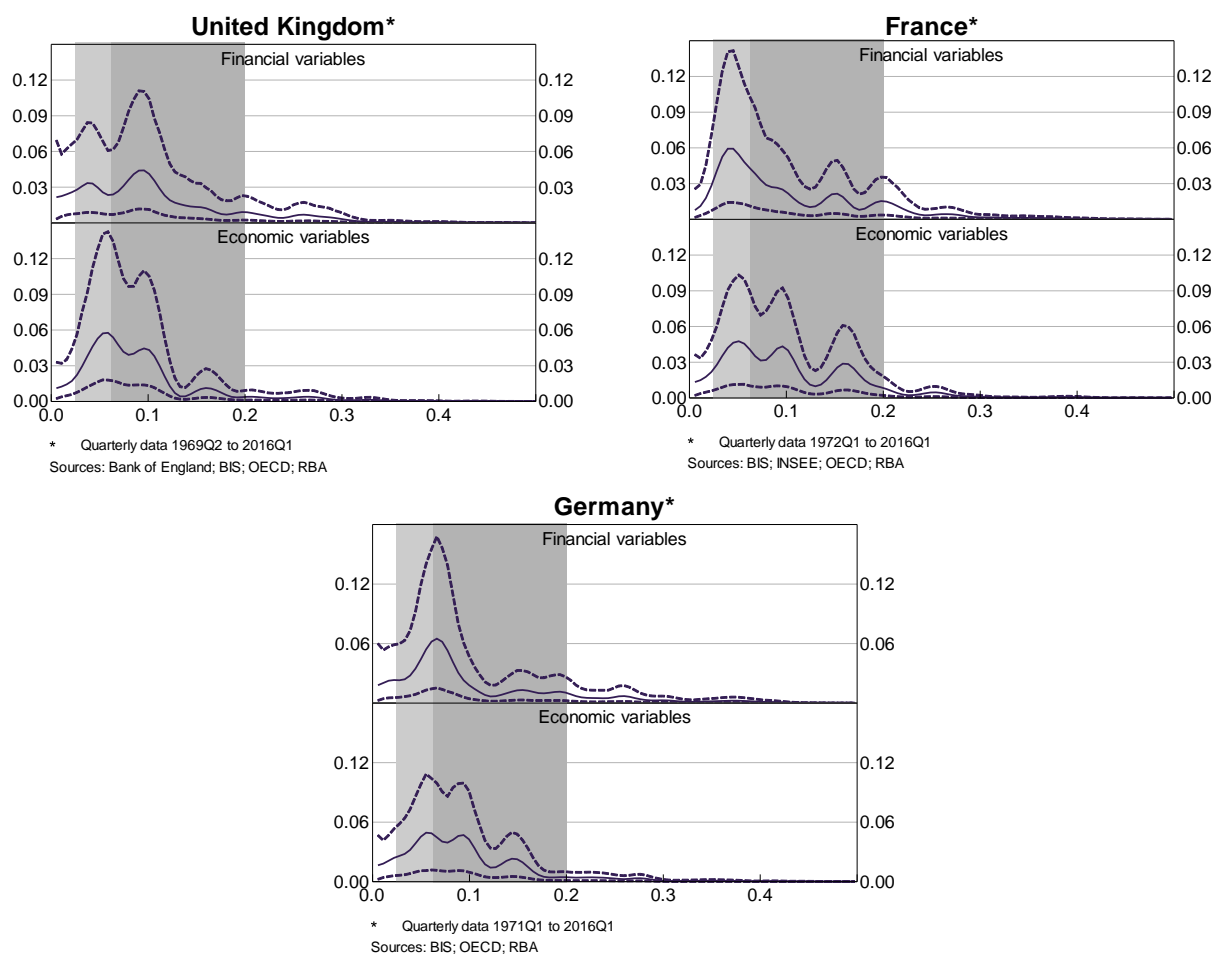 United Kingdom*
Financial variables
0.12 0.12
0.09 0.09
0.06 0.06
0.03 0.03
Economic variables
0.12 0.12
0.09 0.09
0.06 0.06
0.03 0.03
0.00 0.00
0.0 0.1 0.2 0.3 0.4
* Quarterly data 1969Q2 to 2016Q1
Sources: Bank of England; BIS; OECD; RBA
France*
Financial variables
0.12 0.12
0.09 0.09
0.06 0.06
0.03 0.03
Economic variables
0.12 0.12
0.09 0.09
0.06 0.06
0.03 0.03
0.00 0.00
0.0 0.1 0.2 0.3 0.4
* Quarterly data 1972Q1 to 2016Q1
Sources: BIS; INSEE; OECD; RBA
Germany*
Financial variables
0.12 0.12
0.06 0.06
Economic variables
0.12 0.12
0.06 0.06
0.00 0.00
0.0 0.1 0.2 0.3 0.4
* Quarterly data 1971Q1 to 2016Q1
Sources: BIS; OECD; RBA